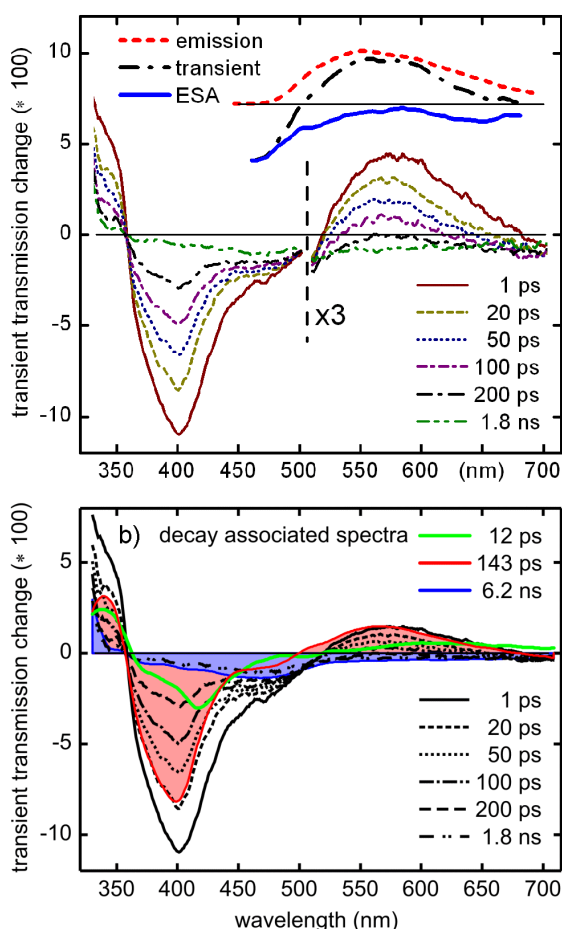 10
emission
transient
ESA
5
0
-5
-10
transient transmission change (* 100)
x3
1 ps
20 ps
50 ps
100 ps
200 ps
1.8 ns
350 400 450 500 550 600 (nm) 700
b) decay associated spectra
12 ps
143 ps
6.2 ns
5
0
-5
-10
transient transmission change (* 100)
1 ps
20 ps
50 ps
100 ps
200 ps
1.8 ns
350 400 450 500 550 600 650 700
wavelength (nm)